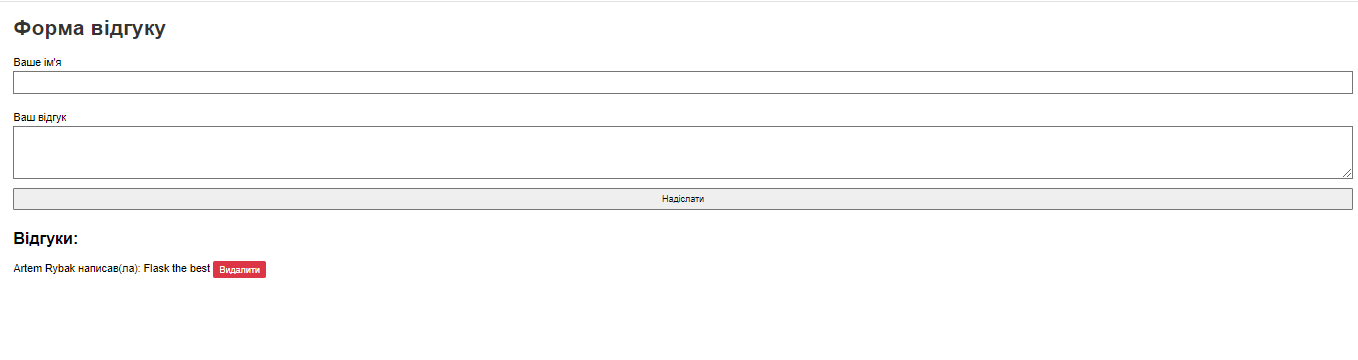 Форма відгуку
Ваше ім'я
Ваш відгук
Надіслати
Відгуки:
Artem Rybak написав(ла): Flask the best Видалити